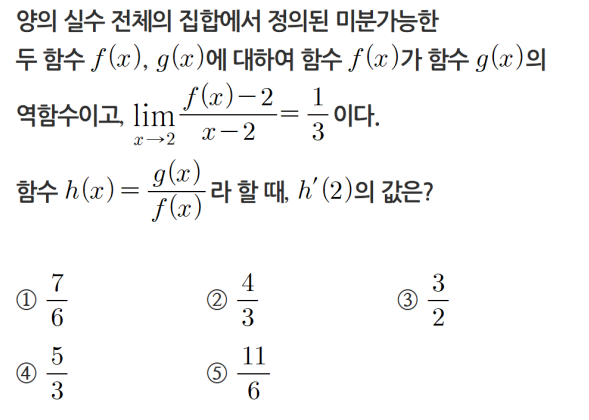 양의 실수 전체의 집합에서 정의된 미분가능한
두 함수 f(x), g(x)에 대하여 함수 f(x)가 함수 g(x)의
역함수이고, lim_{x→2} \frac{f(x)-2}{x-2} = \frac{1}{3} 이다.
함수 h(x) = \frac{g(x)}{f(x)} 라 할 때, h′(2)의 값은?
① \frac{7}{6} ② \frac{4}{3} ③ \frac{3}{2}
④ \frac{5}{3} ⑤ \frac{11}{6}